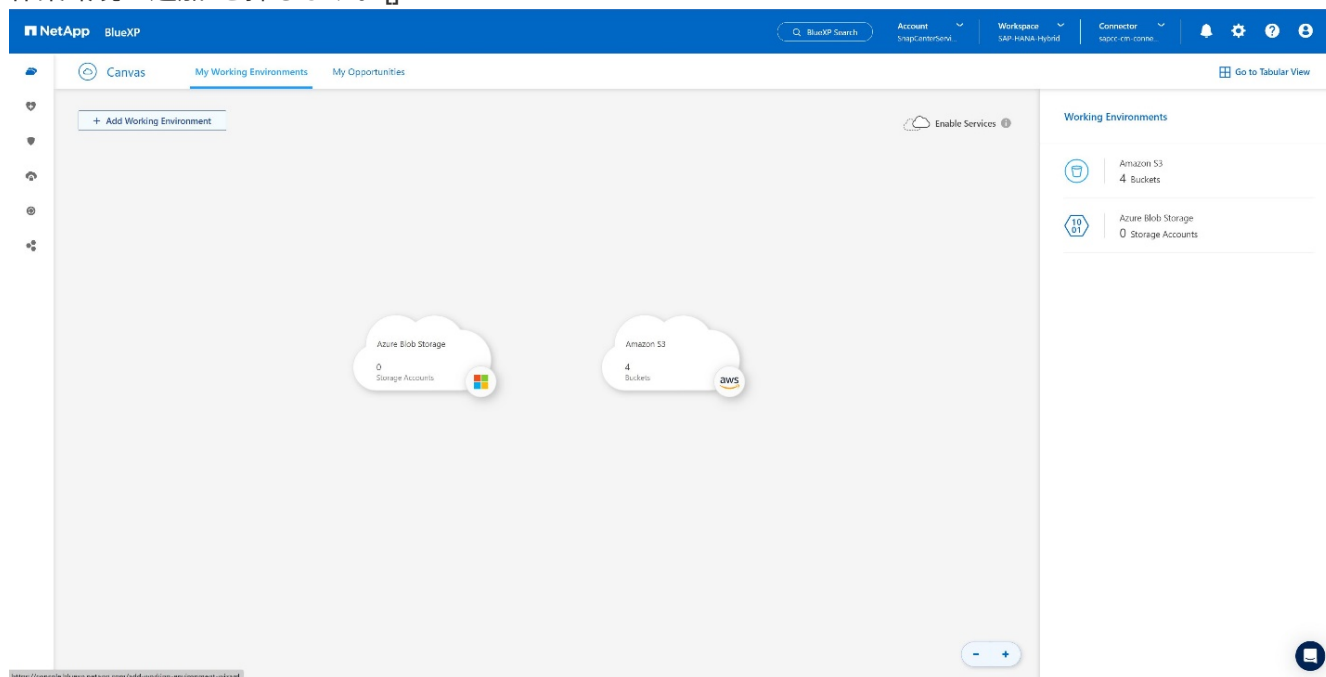 NetApp BlueXP
BlueXP Search
Account
SnapCenterServi...
Workspace
SAP-HANA-Hybrid
Connector
sapcc-cm-conne...
Canvas
My Working Environments
My Opportunities
Go to Tabular View
+ Add Working Environment
Enable Services
Working Environments
Amazon S3
4 Buckets
10
01
Azure Blob Storage
0 Storage Accounts
Azure Blob Storage
0
Storage Accounts
Amazon S3
4
Buckets
aws
- +